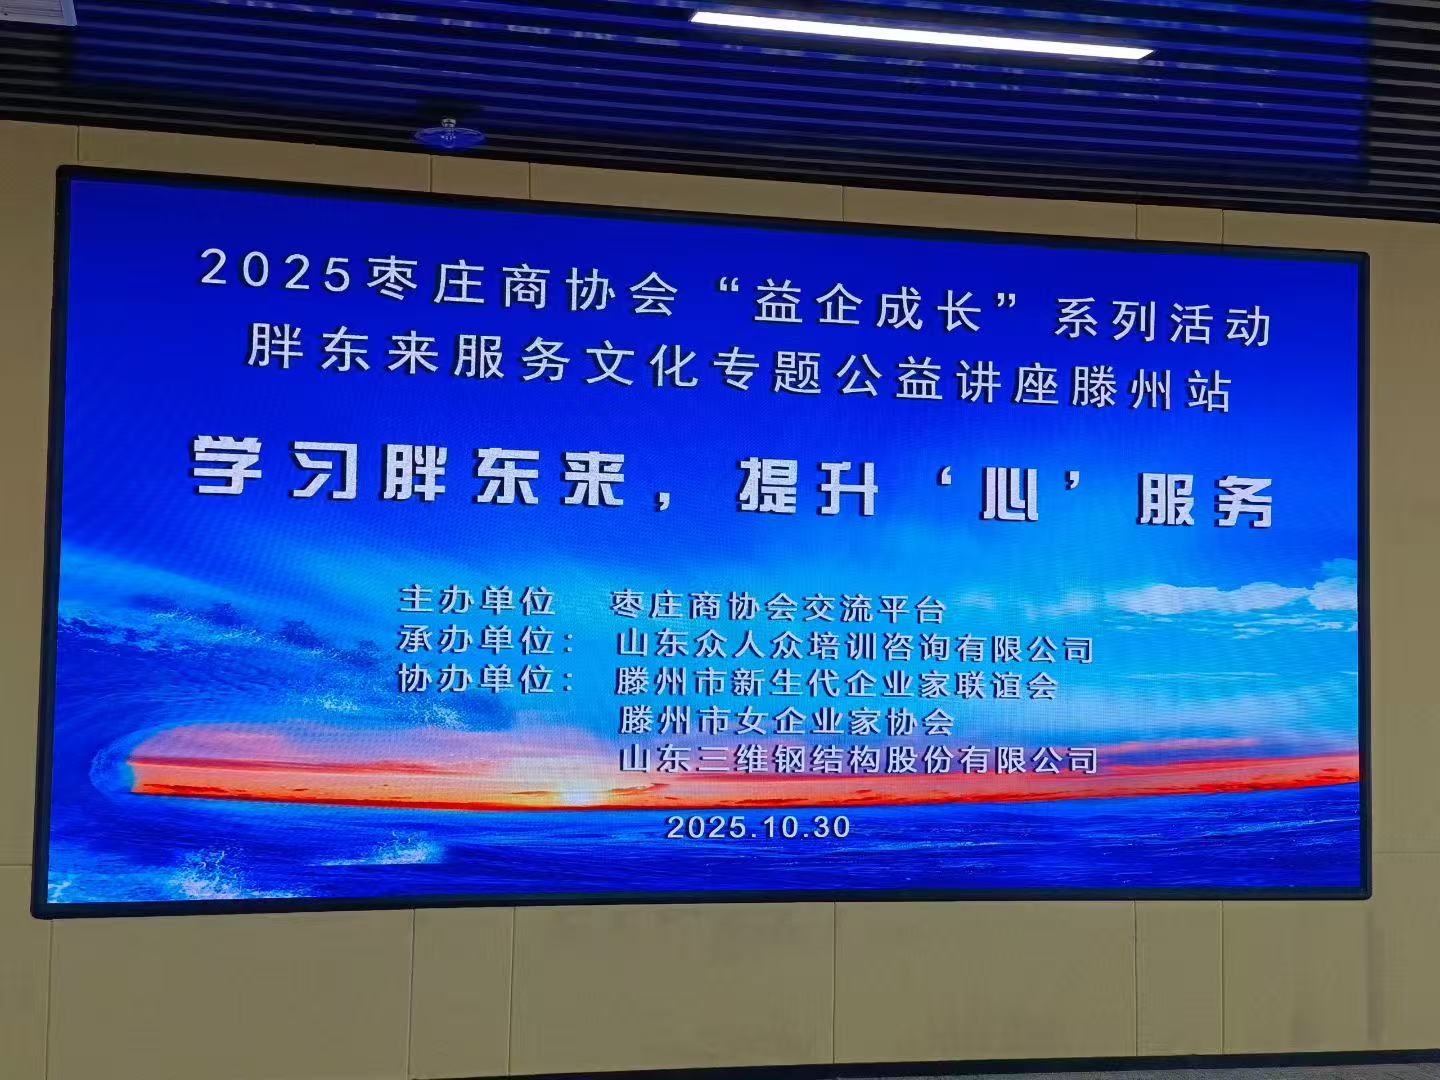 2025枣庄商协会“益企成长”系列活动
胖东来服务文化专题公益讲座滕州站
学习胖东来，提升‘心’服务
主办单位 枣庄商协会交流平台
承办单位： 山东众人众培训咨询有限公司
协办单位： 滕州市新生代企业家联谊会
滕州市女企业家协会
山东三维钢结构股份有限公司
2025.10.30